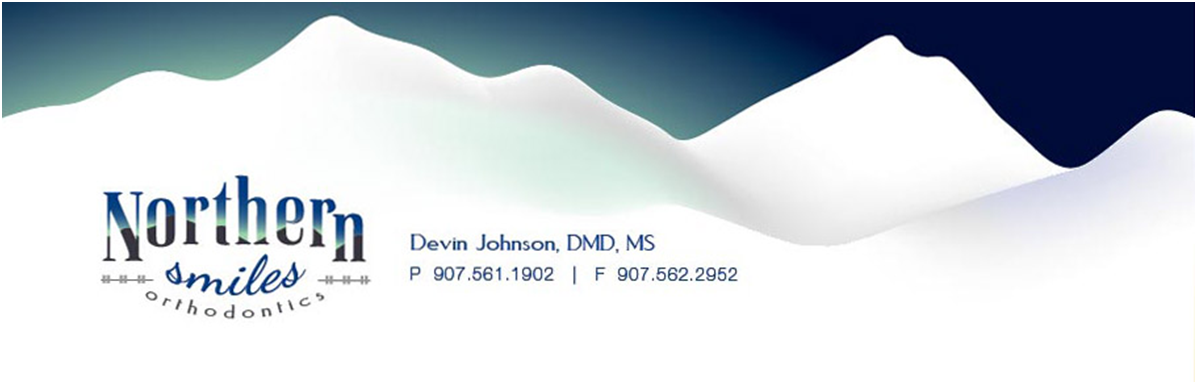 Northern
smiles
orthodontics
Devin Johnson, DMD, MS
P 907.561.1902 | F 907.562.2952